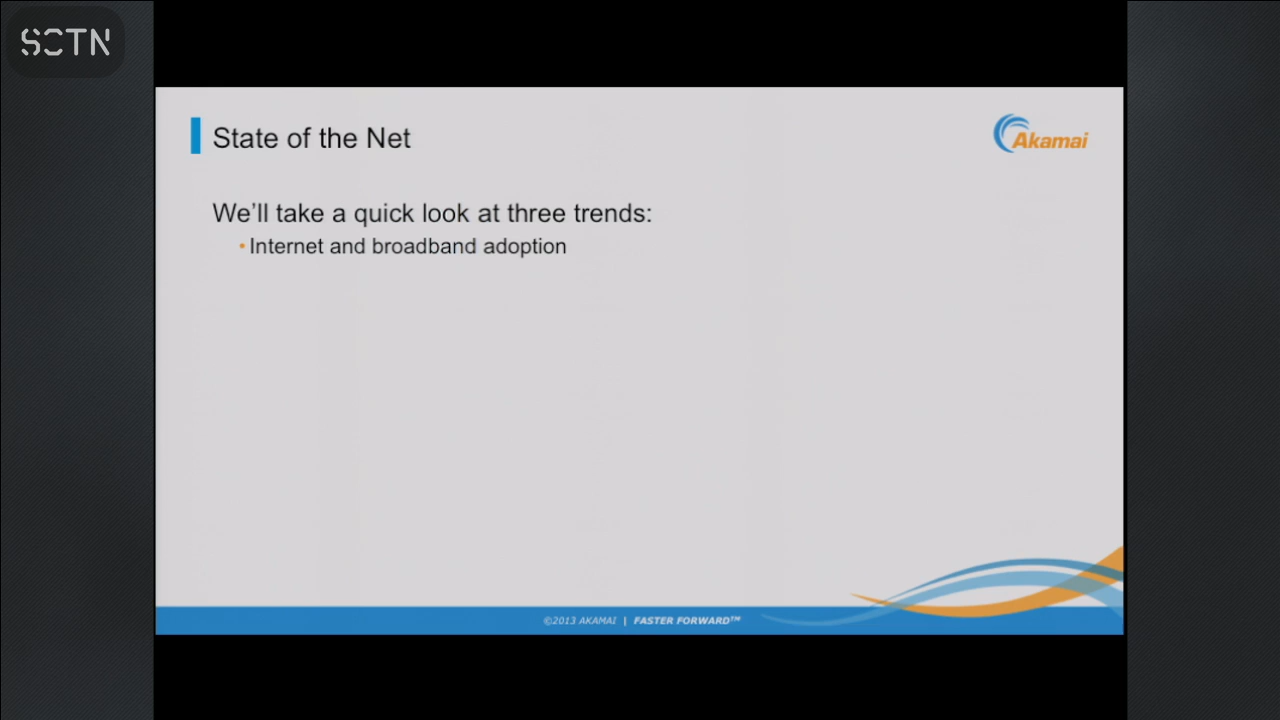 SCTN
State of the Net
Akamai
We'll take a quick look at three trends:
• Internet and broadband adoption
©2013 AKAMAI | FASTER FORWARD™